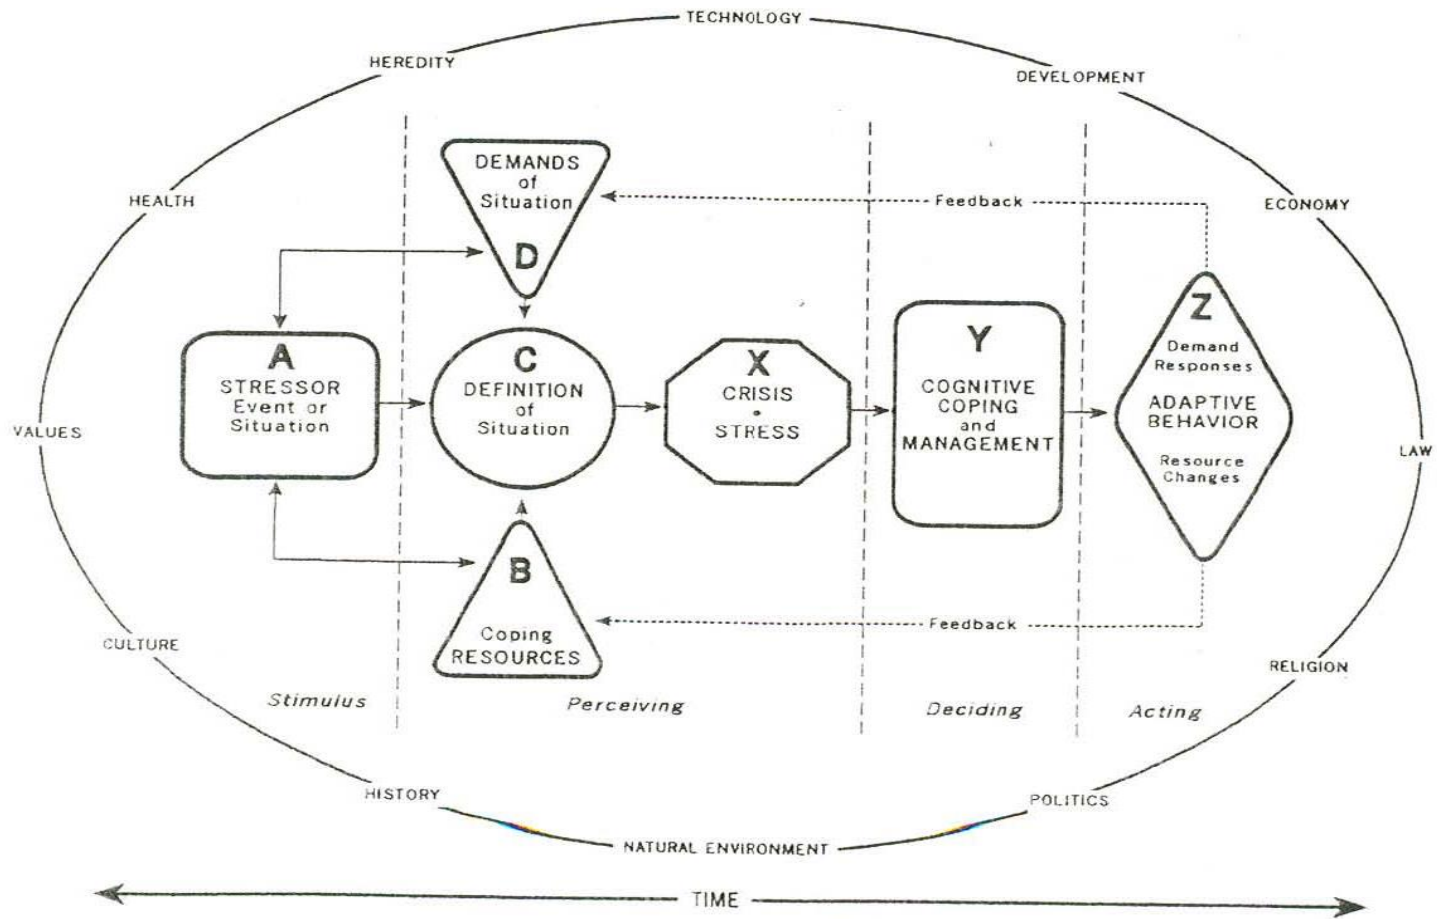 TECHNOLOGY
HEREDITY
DEVELOPMENT
HEALTH
ECONOMY
VALUES
LAW
CULTURE
RELIGION
HISTORY
POLITICS
NATURAL ENVIRONMENT
DEMANDS
of
Situation
D
Feedback
A
STRESSOR
Event or
Situation
C
DEFINITION
of
Situation
X
CRISIS
•
STRESS
Y
COGNITIVE
COPING
and
MANAGEMENT
Z
Demand
Responses
ADAPTIVE
BEHAVIOR
Resource
Changes
B
Coping
RESOURCES
Feedback
Stimulus
Perceiving
Deciding
Acting
TIME